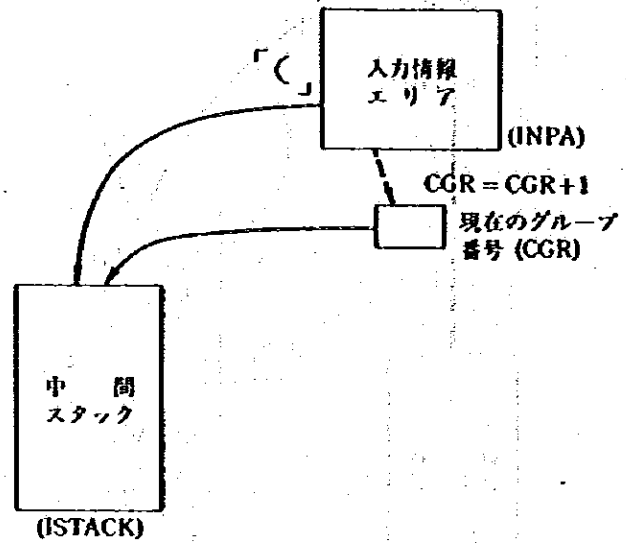 「(」
入力情報
エリア
(INPA)
CGR=CGR+1
現在のグループ
番号 (CGR)
中間
スタック
(ISTACK)